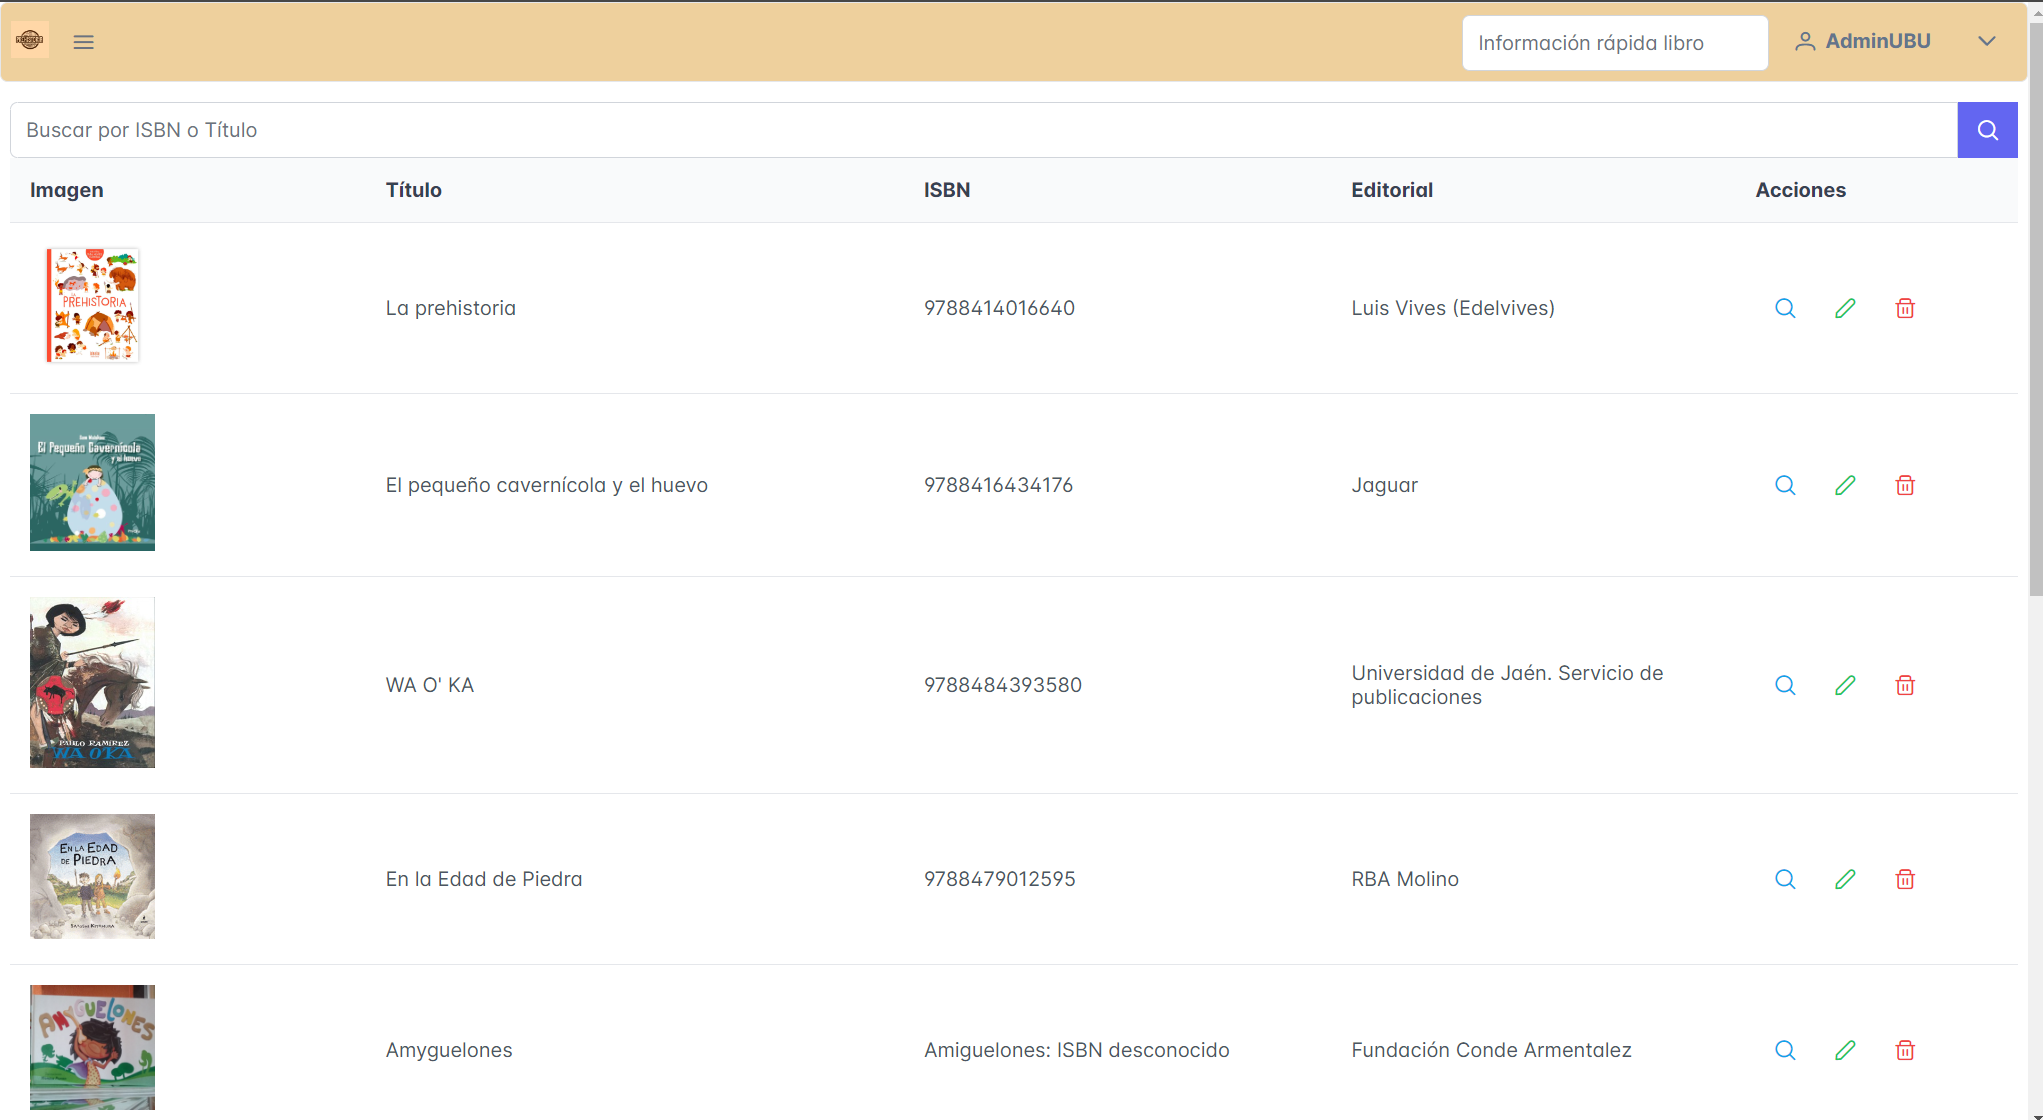 Información rápida libro
AdminUBU
Buscar por ISBN o Título
Imagen Título ISBN Editorial Acciones
PREHISTORIA
La prehistoria 9788414016640 Luis Vives (Edelvives)
El Pequeño Cavernícola
y el huevo
El pequeño cavernícola y el huevo 9788416434176 Jaguar
PABLO RAMIREZ
WA O'KA
WA O' KA 9788484393580 Universidad de Jaén. Servicio de
publicaciones
EN LA EDAD
DE PIEDRA
En la Edad de Piedra 9788479012595 RBA Molino
AMYGUELONES
Amyguelones Amiguelones: ISBN desconocido Fundación Conde Armentalez